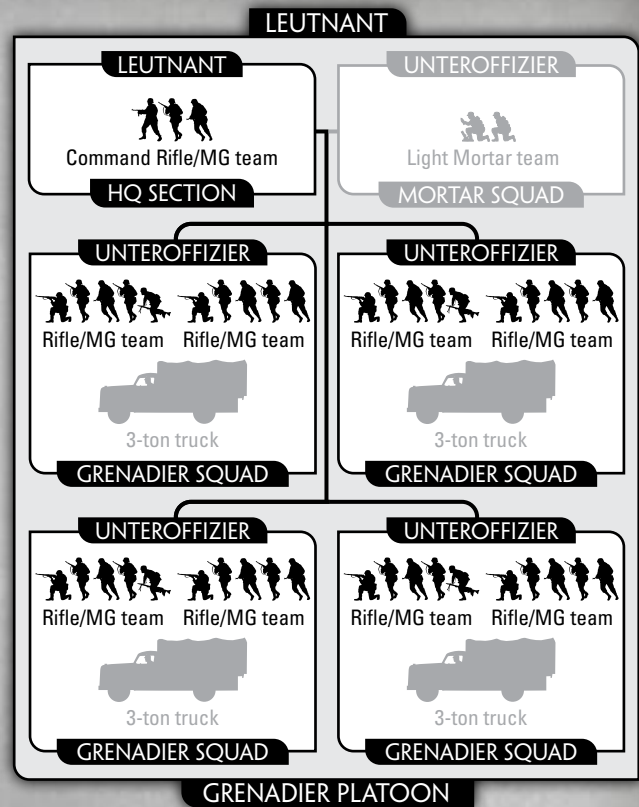 LEUTNANT
LEUTNANT
Command Rifle/MG team
HQ SECTION
UNTEROFFIZIER
Light Mortar team
MORTAR SQUAD
UNTEROFFIZIER
Rifle/MG team Rifle/MG team
3-ton truck
GRENADIER SQUAD
UNTEROFFIZIER
Rifle/MG team Rifle/MG team
3-ton truck
GRENADIER SQUAD
UNTEROFFIZIER
Rifle/MG team Rifle/MG team
3-ton truck
GRENADIER SQUAD
UNTEROFFIZIER
Rifle/MG team Rifle/MG team
3-ton truck
GRENADIER SQUAD
GRENADIER PLATOON